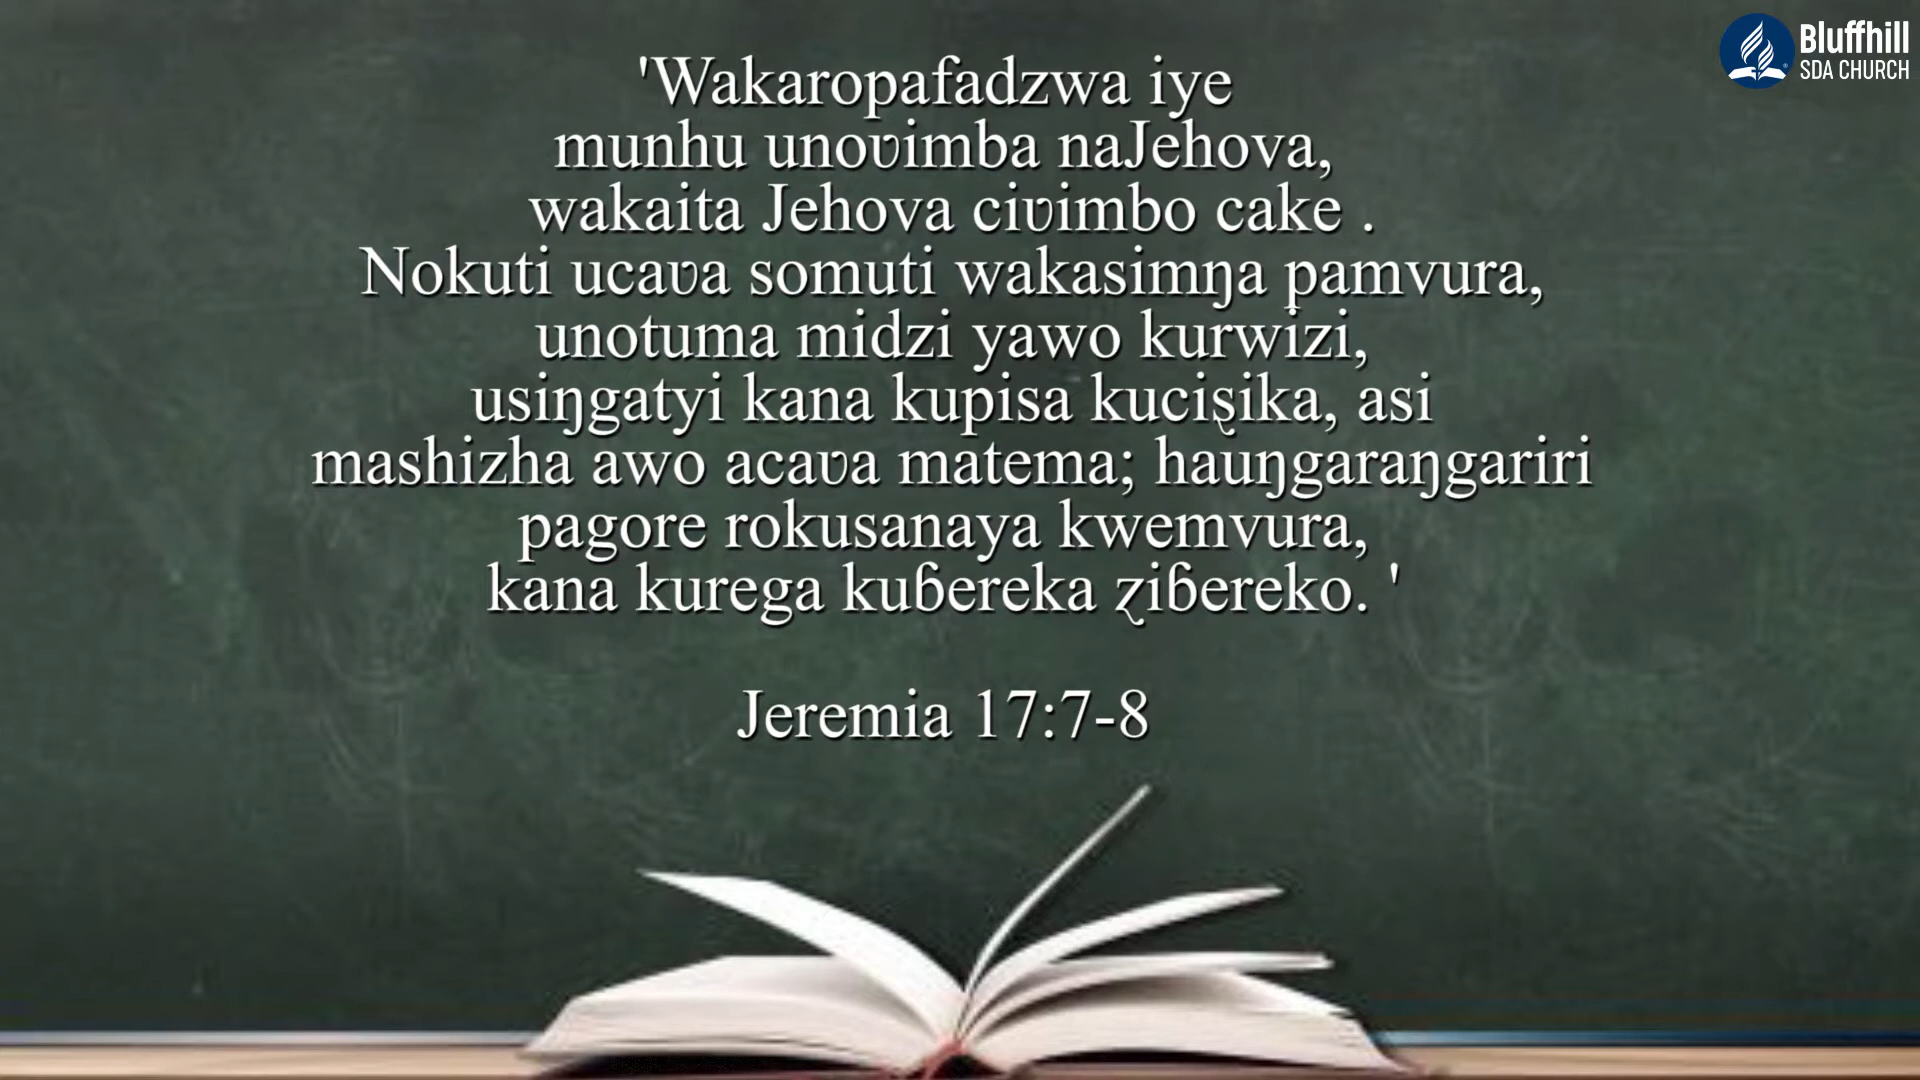 'Wakaropafadzwa iye
munhu unoʋimba naJehova,
wakaita Jehova ciʋimbo cake .
Nokuti ucaʋa somuti wakasimŋa pamvura,
unotuma midzi yawo kurwizi,
usiŋgatyi kana kupisa kuciʂika, asi
mashizha awo acaʋa matema; hauŋgaraŋgariri
pagore rokusanaya kwemvura,
kana kurega kuɓereka ʐiɓereko. '
Jeremia 17:7-8
Bluffhill
SDA CHURCH